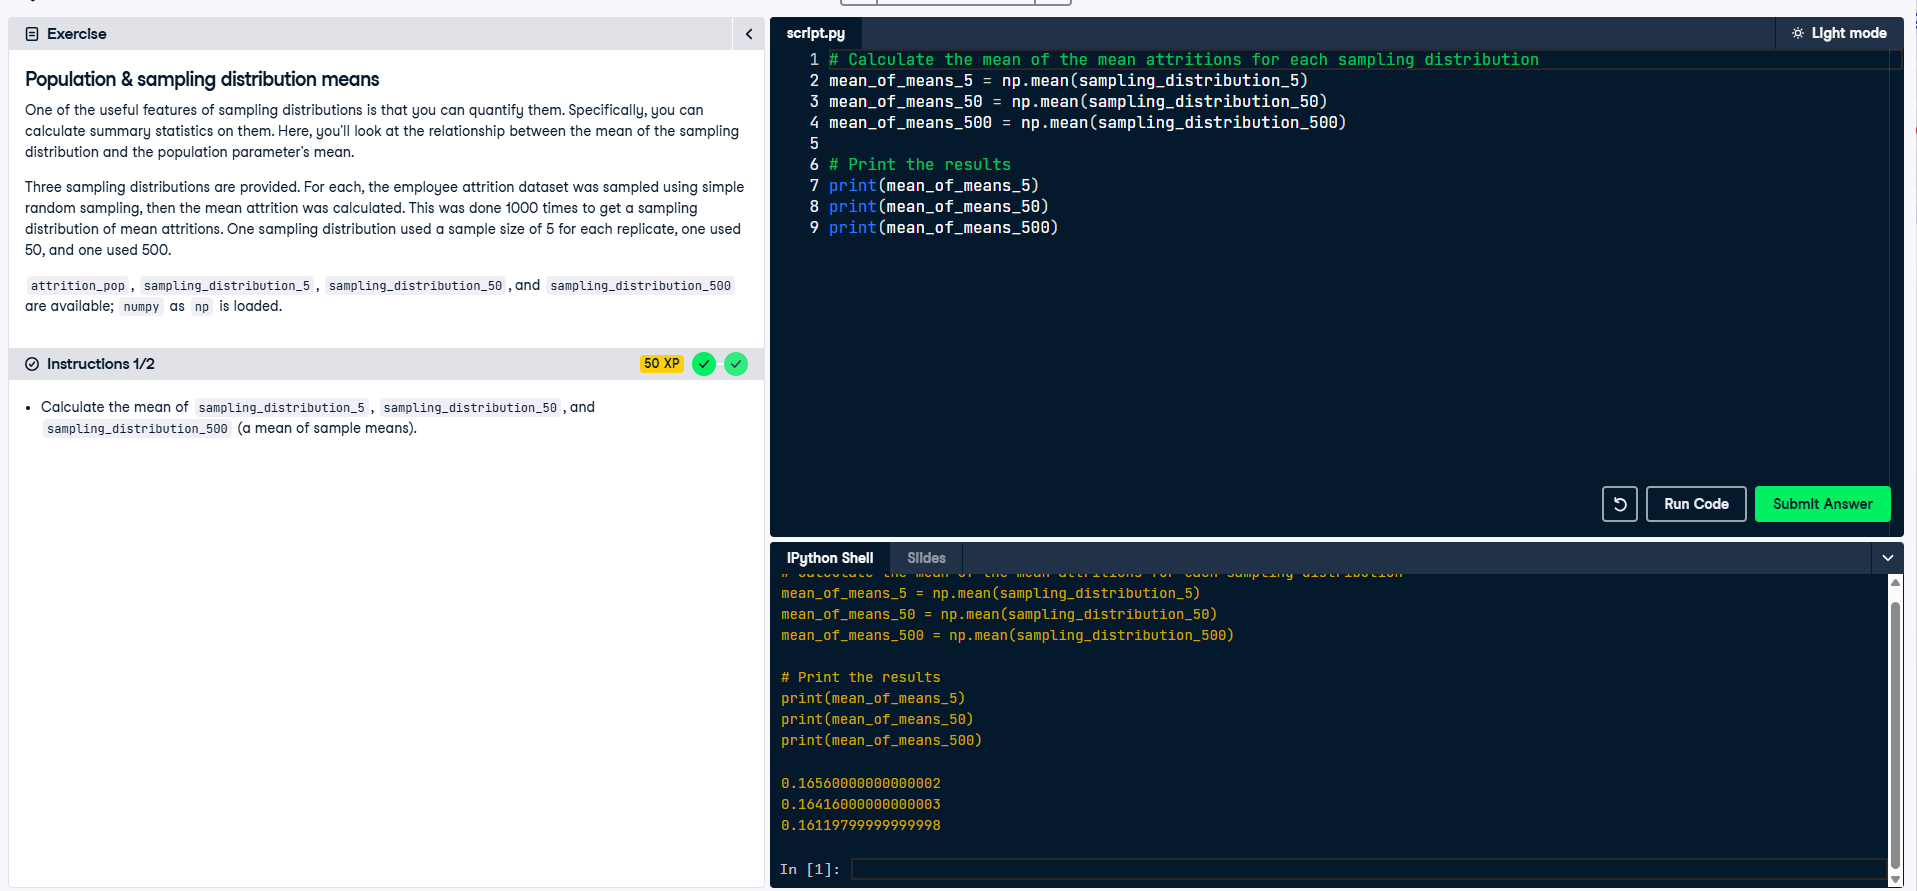 Exercise
Population & sampling distribution means
One of the useful features of sampling distributions is that you can quantify them. Specifically, you can
calculate summary statistics on them. Here, you'll look at the relationship between the mean of the sampling
distribution and the population parameter's mean.
Three sampling distributions are provided. For each, the employee attrition dataset was sampled using simple
random sampling, then the mean attrition was calculated. This was done 1000 times to get a sampling
distribution of mean attritions. One sampling distribution used a sample size of 5 for each replicate, one used
50, and one used 500.
attrition_pop, sampling_distribution_5, sampling_distribution_50, and sampling_distribution_500
are available; numpy as np is loaded.
Instructions 1/2
50 XP
• Calculate the mean of sampling_distribution_5, sampling_distribution_50, and
sampling_distribution_500 (a mean of sample means).
script.py
Light mode
1 # Calculate the mean of the mean attritions for each sampling distribution
2 mean_of_means_5 = np.mean(sampling_distribution_5)
3 mean_of_means_50 = np.mean(sampling_distribution_50)
4 mean_of_means_500 = np.mean(sampling_distribution_500)
5
6 # Print the results
7 print(mean_of_means_5)
8 print(mean_of_means_50)
9 print(mean_of_means_500)
Run Code
Submit Answer
IPython Shell
Slides
# Calculate the mean of the mean attritions for each sampling distribution
mean_of_means_5 = np.mean(sampling_distribution_5)
mean_of_means_50 = np.mean(sampling_distribution_50)
mean_of_means_500 = np.mean(sampling_distribution_500)
# Print the results
print(mean_of_means_5)
print(mean_of_means_50)
print(mean_of_means_500)
0.16560000000000002
0.16416000000000003
0.16119799999999998
In [1]: